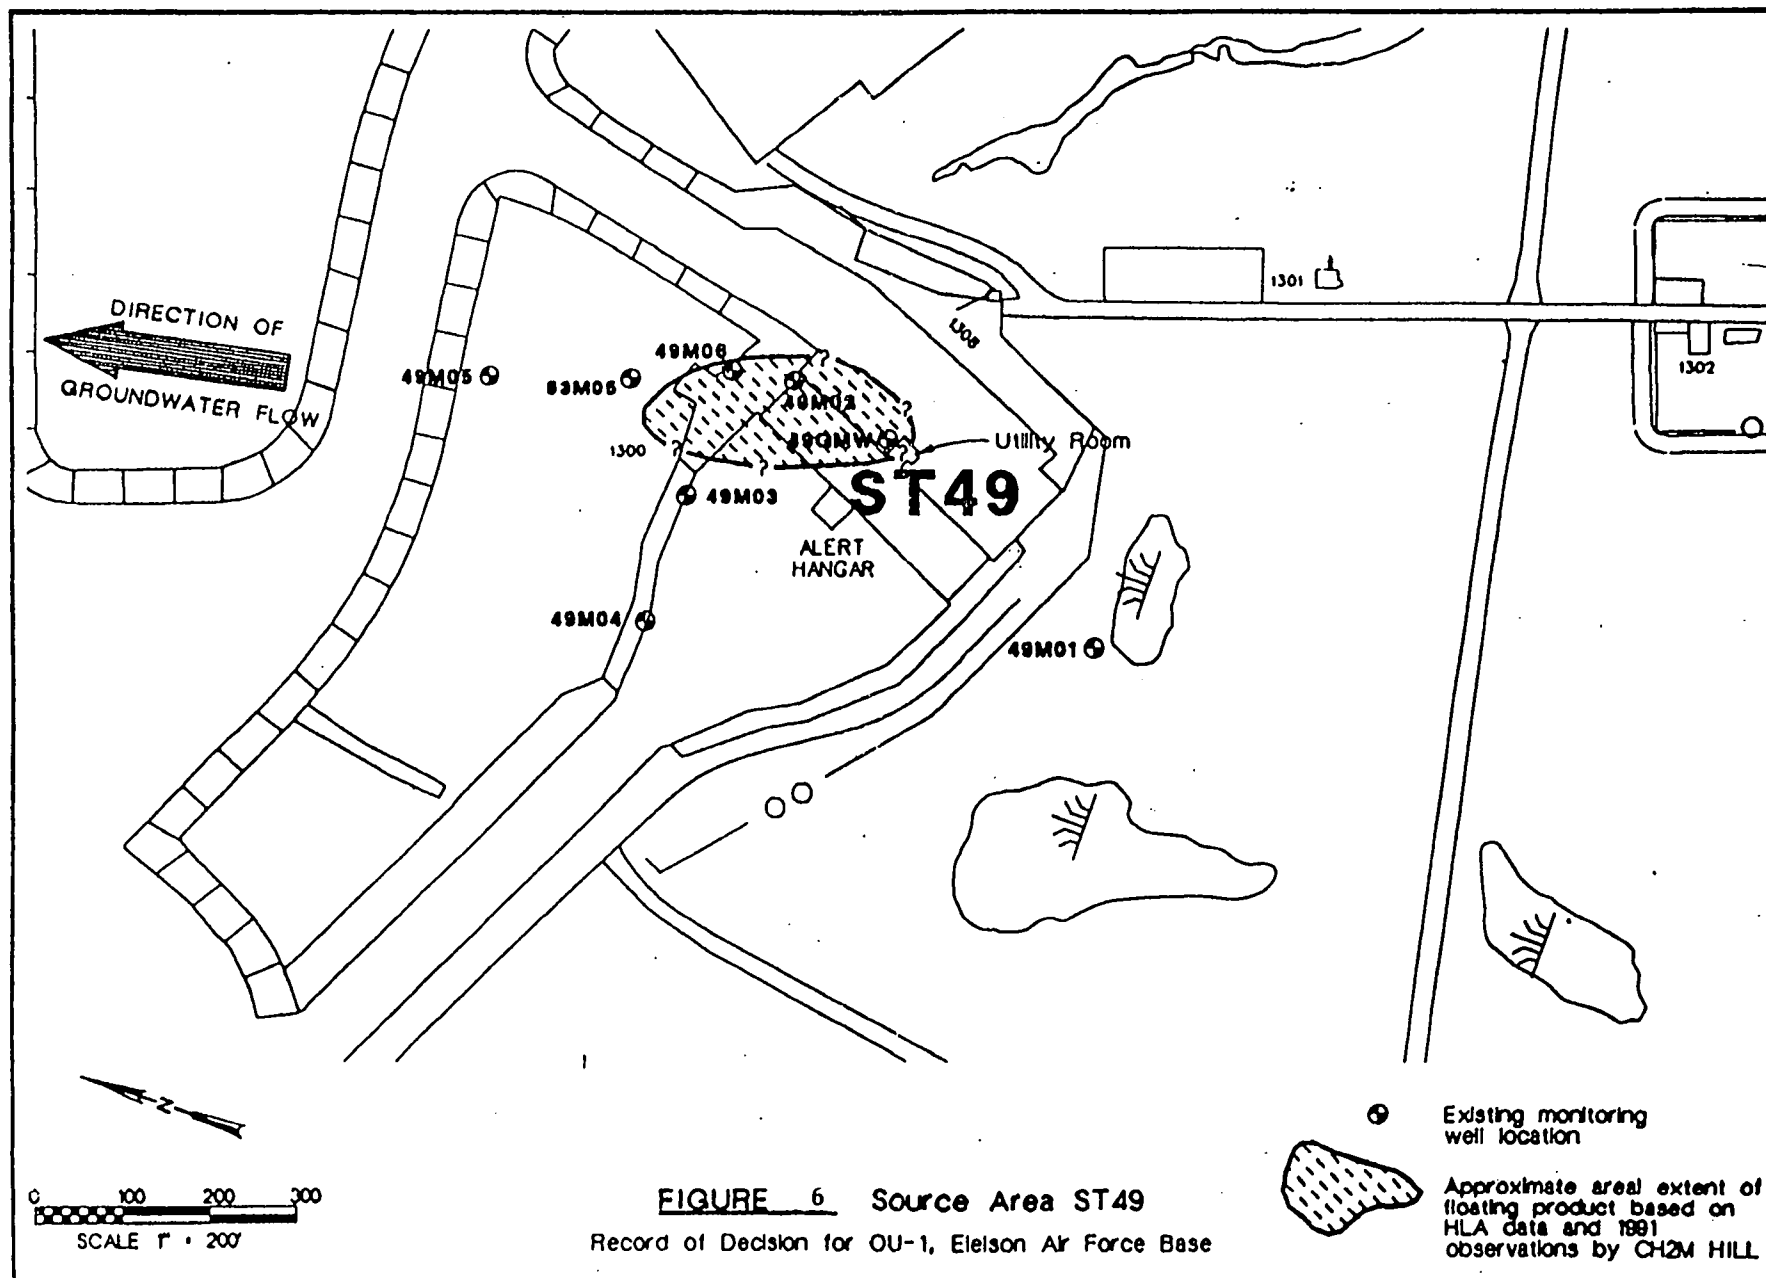 1301
1305
DIRECTION OF
GROUNDWATER FLOW
49M06
49M05
53M05
49M02
1302
49GMW
Utility Room
1300
49M03
ST49
ALERT
HANGAR
49M04
49M01
N
0 100 200 300
SCALE 1" = 200'
FIGURE 6 Source Area ST49
Record of Decision for OU-1, Eielson Air Force Base
Existing monitoring
well location
Approximate areal extent of
floating product based on
HLA data and 1991
observations by CH2M HILL